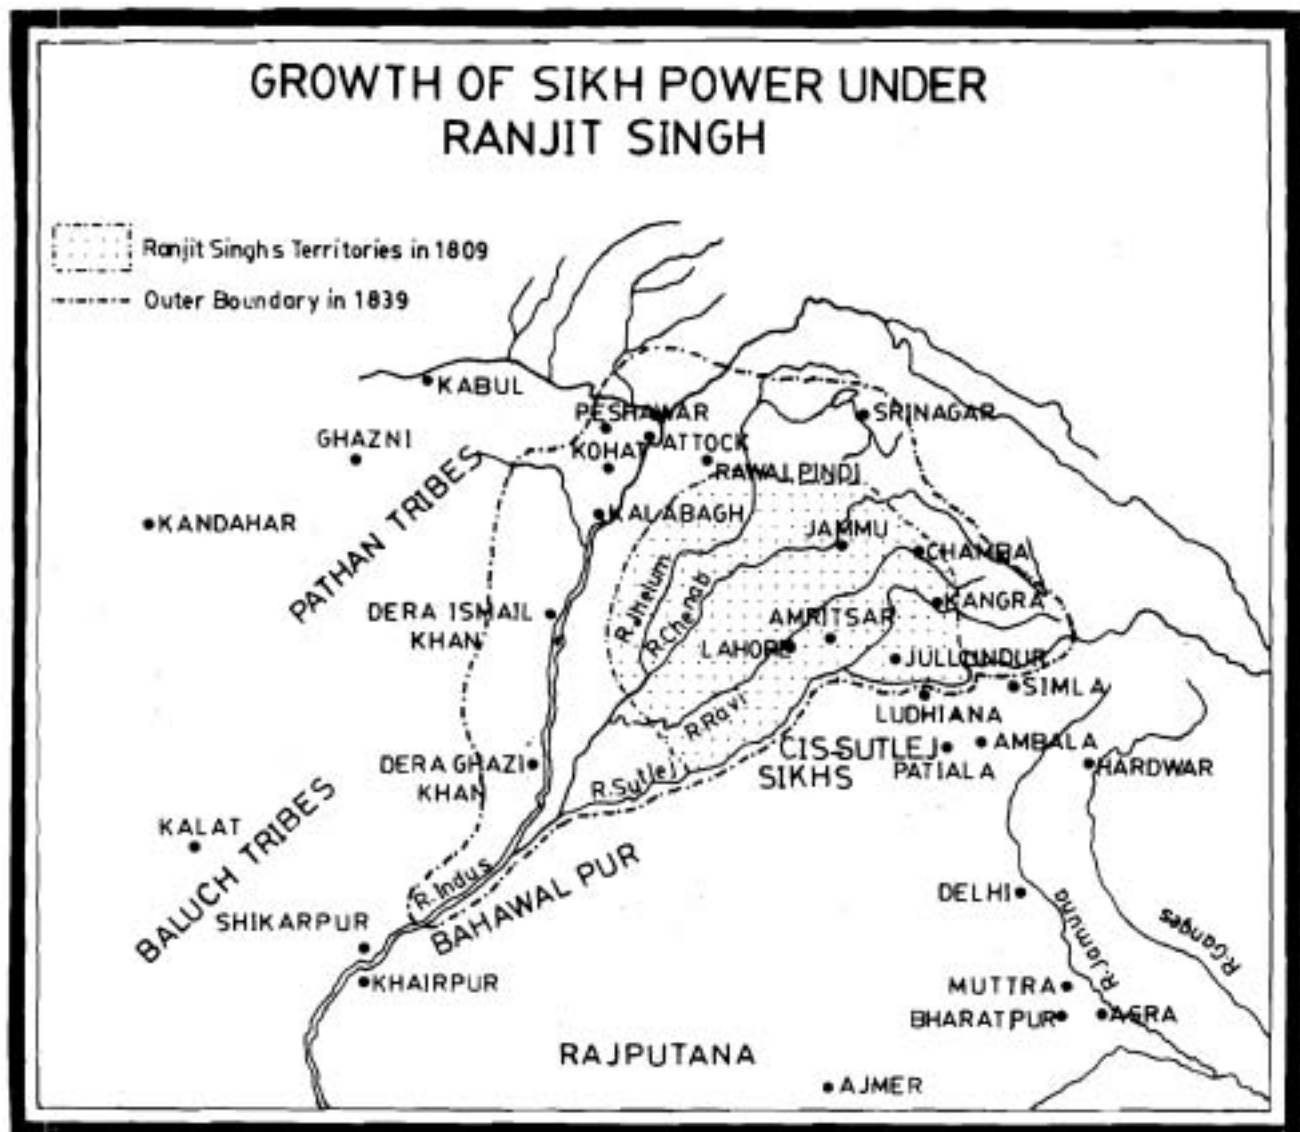 GROWTH OF SIKH POWER UNDER
RANJIT SINGH
Ranjit Singhs Territories in 1809
Outer Boundary in 1839
KABUL
PESHAWAR
SRINAGAR
GHAZNI
KOHAT
ATTOCK
RAWALPINDI
PATHAN TRIBES
KANDAHAR
KALABAGH
JAMMU
CHAMBA
R.Jhelum
R.Chenab
DERA ISMAIL
KHAN
AMRITSAR
KANGRA
LAHORE
JULLUNDUR
SIMLA
LUDHIANA
R.Ravi
CIS-SUTLEJ
SIKHS
AMBALA
PATIALA
HARDWAR
DERA GHAZI
KHAN
R.Sutlej
KALAT
BALUCH TRIBES
R.Indus
BAHAWAL PUR
DELHI
SHIKARPUR
KHAIRPUR
R.Jamuna
R.Ganges
MUTTRA
BHARATPUR
AGRA
RAJPUTANA
AJMER